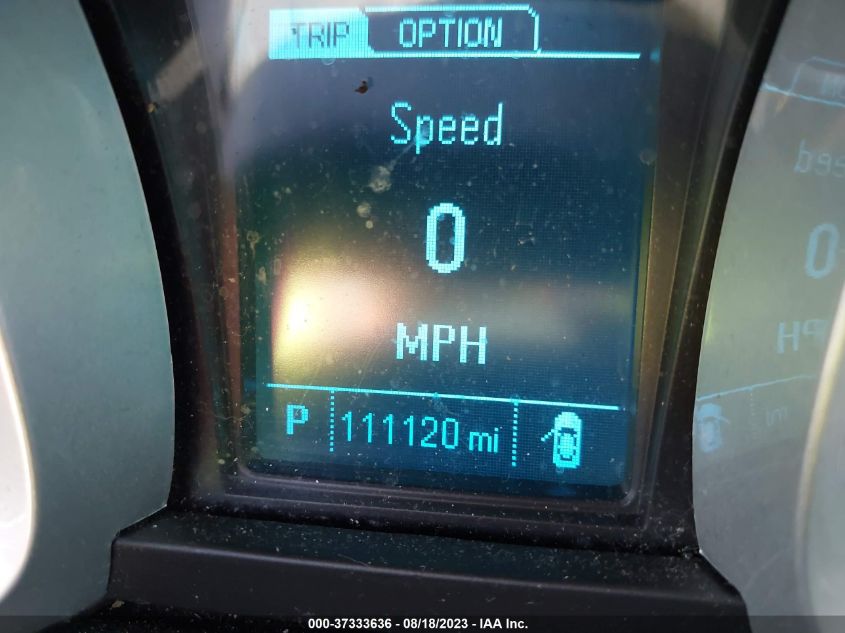 TRIP OPTION
Speed
0
MPH
P 111120 mi
000-37333636 / 08/18/2023 - IAA Inc.